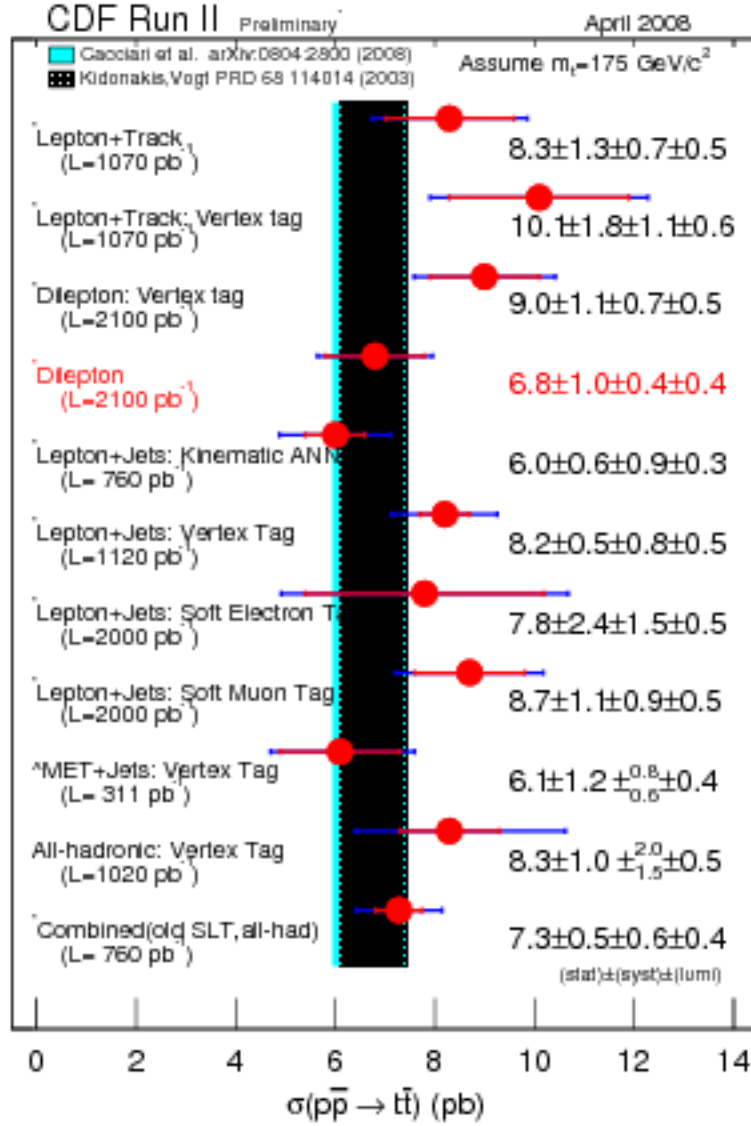 CDF Run II Preliminary April 2008
Cacciari et al. arXiv:0804:2800 (2008)
Kidonakis,Vogt PRD 68 114014 (2003)
Assume mₜ=175 GeV/c²
Lepton+Track
(L=1070 pb⁻¹)
8.3±1.3±0.7±0.5
Lepton+Track: Vertex tag
(L=1070 pb⁻¹)
10.1±1.8±1.1±0.6
Dilepton: Vertex tag
(L=2100 pb⁻¹)
9.0±1.1±0.7±0.5
Dilepton
(L=2100 pb⁻¹)
6.8±1.0±0.4±0.4
Lepton+Jets: Kinematic ANN
(L= 760 pb⁻¹)
6.0±0.6±0.9±0.3
Lepton+Jets: Vertex Tag
(L=1120 pb⁻¹)
8.2±0.5±0.8±0.5
Lepton+Jets: Soft Electron Ta
(L=2000 pb⁻¹)
7.8±2.4±1.5±0.5
Lepton+Jets: Soft Muon Tag
(L=2000 pb⁻¹)
8.7±1.1±0.9±0.5
MET+Jets: Vertex Tag
(L= 311 pb⁻¹)
6.1±1.2 ±⁰·⁸₀.₆±0.4
All-hadronic: Vertex Tag
(L=1020 pb⁻¹)
8.3±1.0 ±²·⁰₁.₅±0.5
Combined(old SLT,all-had)
(L= 760 pb⁻¹)
7.3±0.5±0.6±0.4
(stat)±(syst)±(lumi)
0 2 4 6 8 10 12 14
σ(pp̅ → tt̅) (pb)